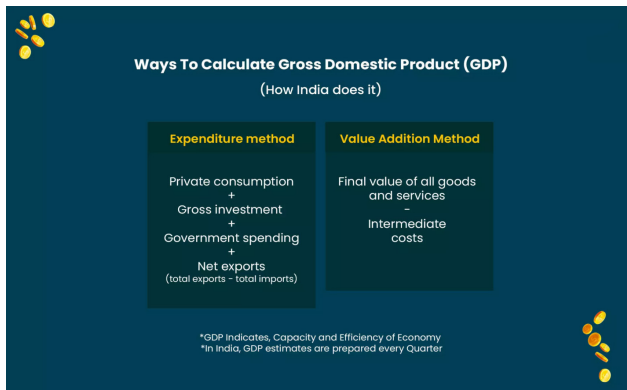 Ways To Calculate Gross Domestic Product (GDP)
(How India does it)
Expenditure method
Private consumption
+
Gross investment
+
Government spending
+
Net exports
(total exports - total imports)
Value Addition Method
Final value of all goods
and services
-
Intermediate
costs
*GDP Indicates, Capacity and Efficiency of Economy
*In India, GDP estimates are prepared every Quarter